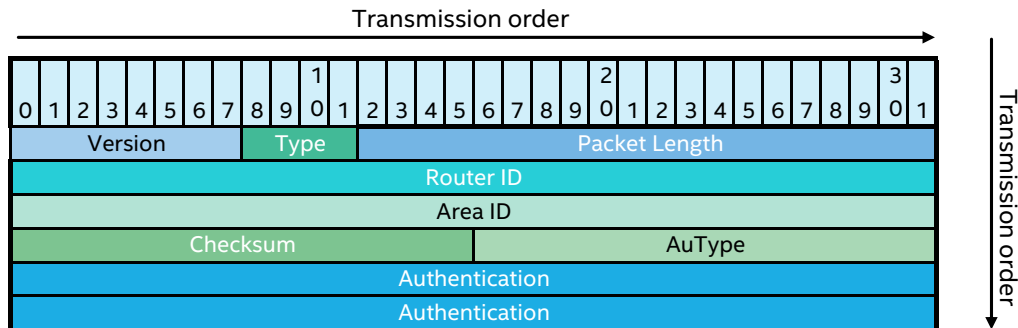 Transmission order
1 2 3
0 1 2 3 4 5 6 7 8 9 0 1 2 3 4 5 6 7 8 9 0 1 2 3 4 5 6 7 8 9 0 1
Version Type Packet Length
Router ID
Area ID
Checksum AuType
Authentication
Authentication
Transmission order